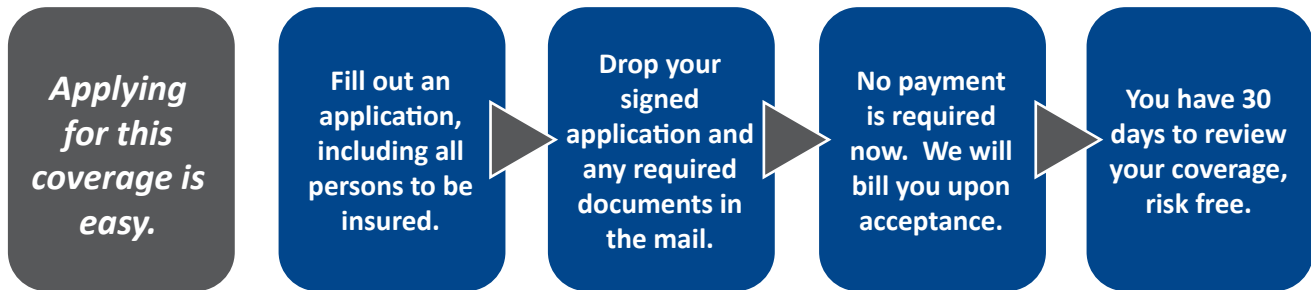 Applying
for this
coverage is
easy.
Fill out an
application,
including all
persons to be
insured.
Drop your
signed
application and
any required
documents in
the mail.
No payment
is required
now.  We will
bill you upon
acceptance.
You have 30
days to review
your coverage,
risk free.